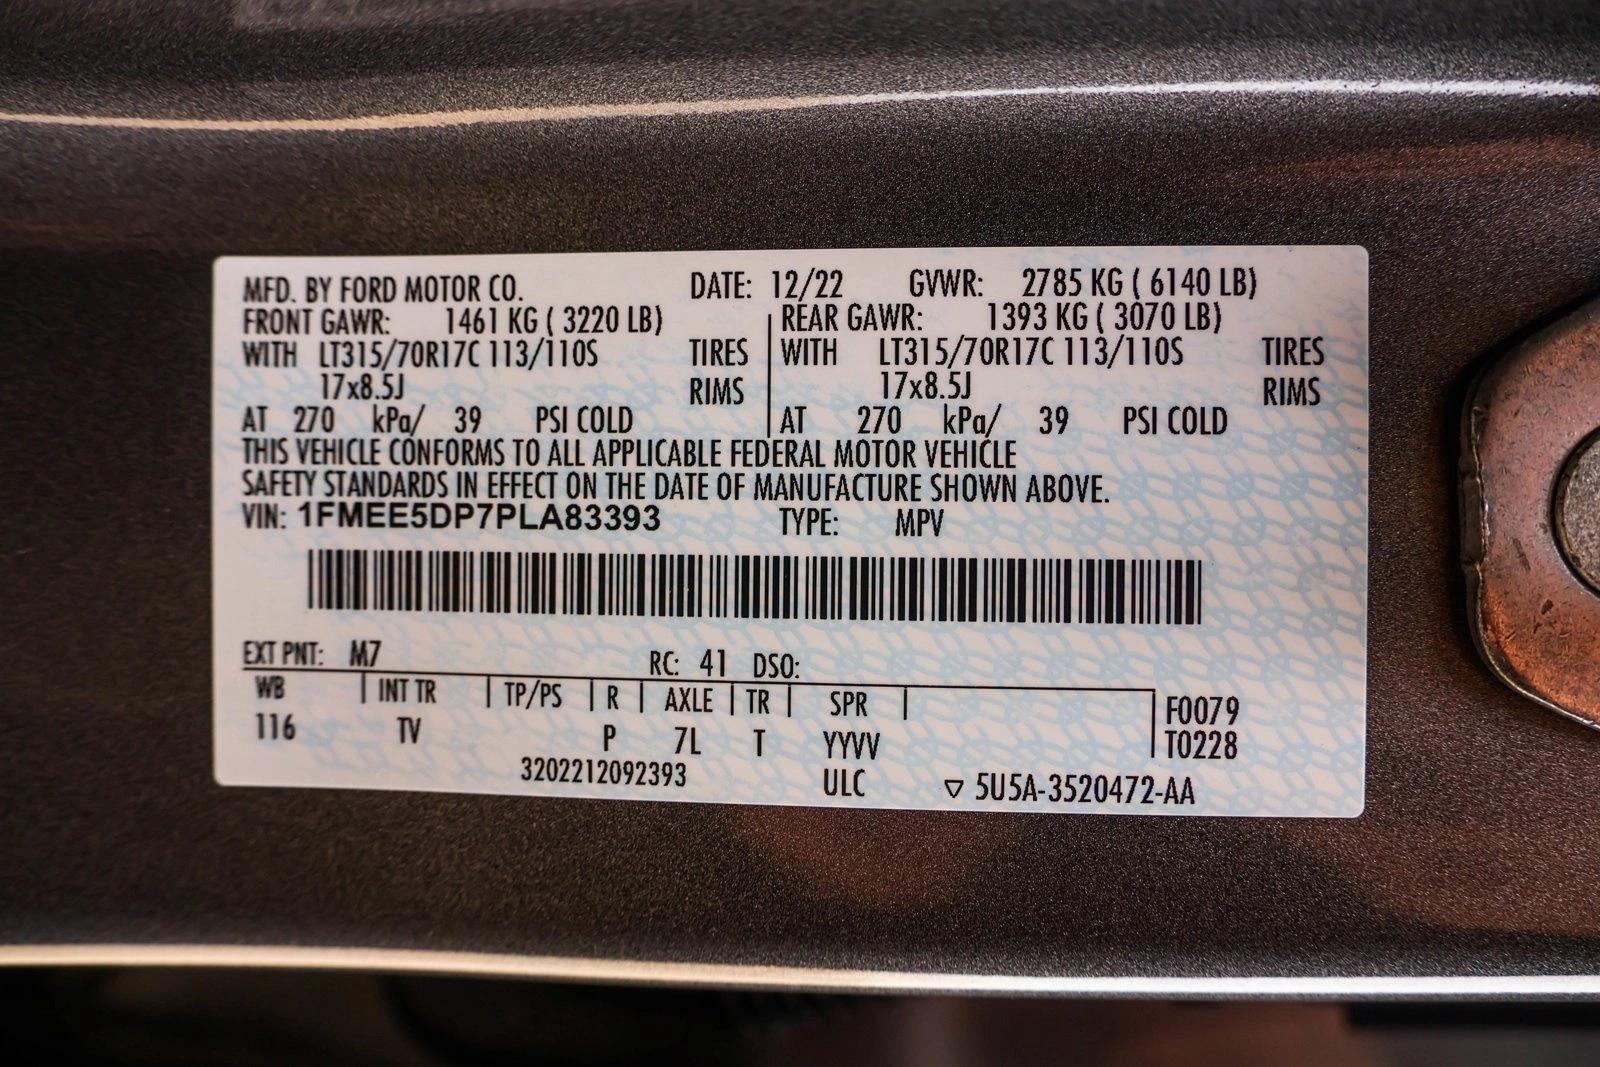 MFD. BY FORD MOTOR CO. DATE: 12/22 GVWR: 2785 KG ( 6140 LB)
FRONT GAWR: 1461 KG ( 3220 LB) REAR GAWR: 1393 KG ( 3070 LB)
WITH LT315/70R17C 113/110S TIRES WITH LT315/70R17C 113/110S TIRES
17x8.5J RIMS 17x8.5J RIMS
AT 270 kPa/ 39 PSI COLD AT 270 kPa/ 39 PSI COLD
THIS VEHICLE CONFORMS TO ALL APPLICABLE FEDERAL MOTOR VEHICLE
SAFETY STANDARDS IN EFFECT ON THE DATE OF MANUFACTURE SHOWN ABOVE.
VIN: 1FMEE5DP7PLA83393 TYPE: MPV
EXT PNT: M7 RC: 41 DSO:
WB INT TR TP/PS R AXLE TR SPR F0079
116 TV P 7L T YYVV T0228
3202212092393 ULC ▽ 5U5A-3520472-AA